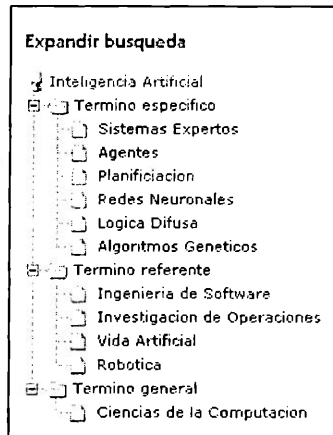 Expandir busqueda
Inteligencia Artificial
Termino especifico
Sistemas Expertos
Agentes
Planificiacion
Redes Neuronales
Logica Difusa
Algoritmos Geneticos
Termino referente
Ingenieria de Software
Investigacion de Operaciones
Vida Artificial
Robotica
Termino general
Ciencias de la Computacion